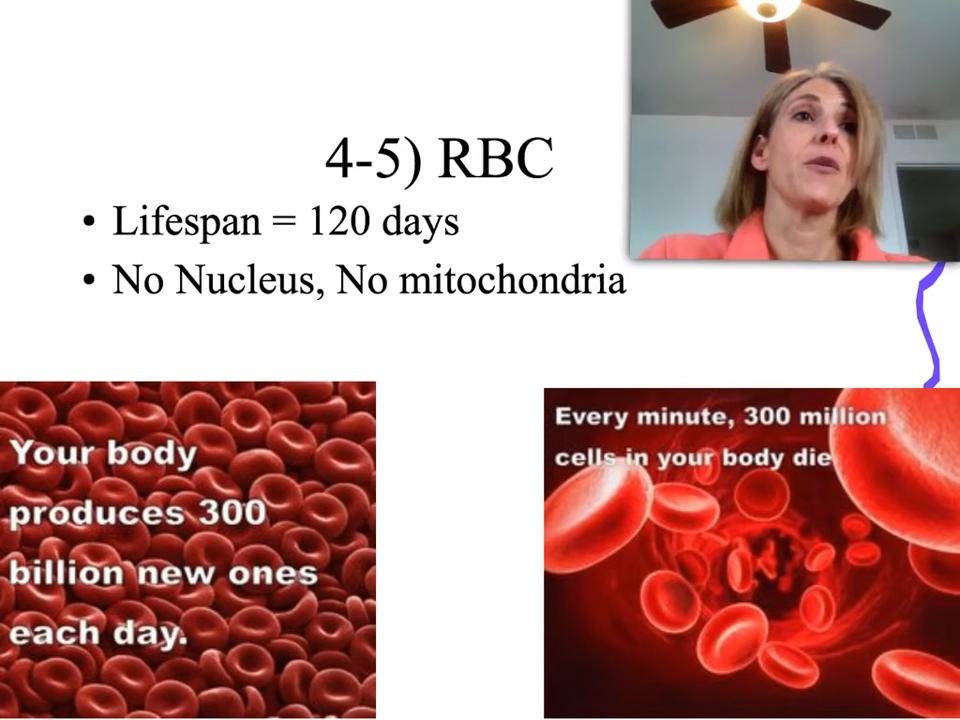 4-5) RBC
• Lifespan = 120 days
• No Nucleus, No mitochondria
Your body
produces 300
billion new ones
each day.
Every minute, 300 million
cells in your body die